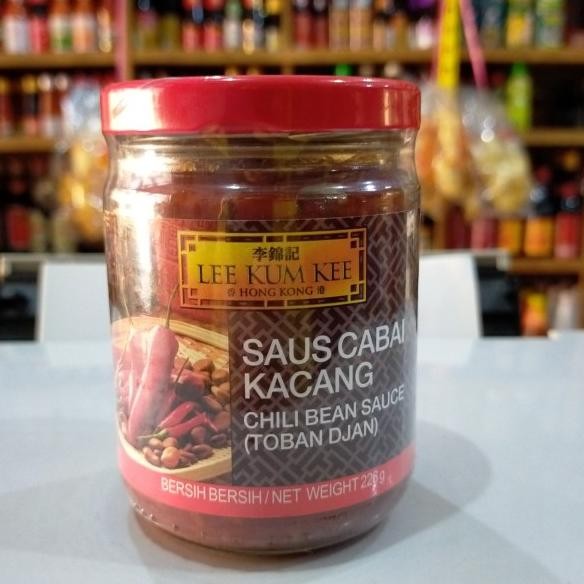 李錦記
LEE KUM KEE
香 HONG KONG 港
SAUS CABAI
KACANG
CHILI BEAN SAUCE
(TOBAN DJAN)
BERSIH BERSIH / NET WEIGHT 226 g